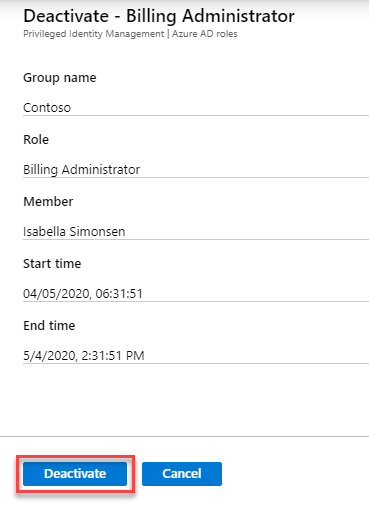 Deactivate - Billing Administrator
Privileged Identity Management | Azure AD roles
Group name
Contoso
Role
Billing Administrator
Member
Isabella Simonsen
Start time
04/05/2020, 06:31:51
End time
5/4/2020, 2:31:51 PM
Deactivate Cancel